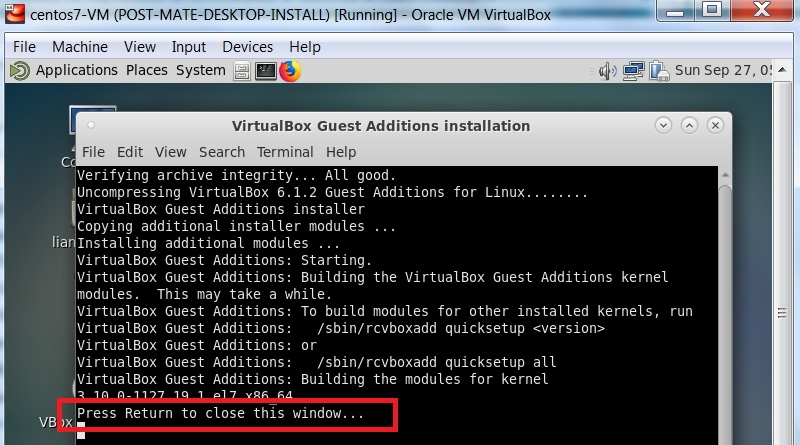 centos7-VM (POST-MATE-DESKTOP-INSTALL) [Running] - Oracle VM VirtualBox
File Machine View Input Devices Help
Applications Places System Sun Sep 27, 05
VirtualBox Guest Additions installation
File Edit View Search Terminal Help
Verifying archive integrity... All good.
Uncompressing VirtualBox 6.1.2 Guest Additions for Linux........
VirtualBox Guest Additions installer
Copying additional installer modules ...
Installing additional modules ...
VirtualBox Guest Additions: Starting.
VirtualBox Guest Additions: Building the VirtualBox Guest Additions kernel
modules.  This may take a while.
VirtualBox Guest Additions: To build modules for other installed kernels, run
VirtualBox Guest Additions:   /sbin/rcvboxadd quicksetup <version>
VirtualBox Guest Additions: or
VirtualBox Guest Additions:   /sbin/rcvboxadd quicksetup all
VirtualBox Guest Additions: Building the modules for kernel
3.10.0-1127.19.1.el7.x86_64.
Press Return to close this window...
Co
lian
VBox